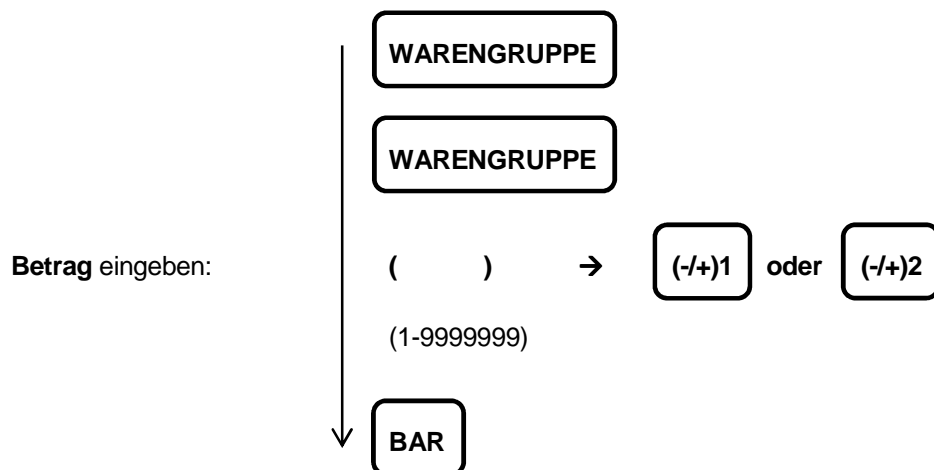 WARENGRUPPE
WARENGRUPPE
Betrag eingeben: ( ) → (-/+)1 oder (-/+)2
(1-9999999)
BAR